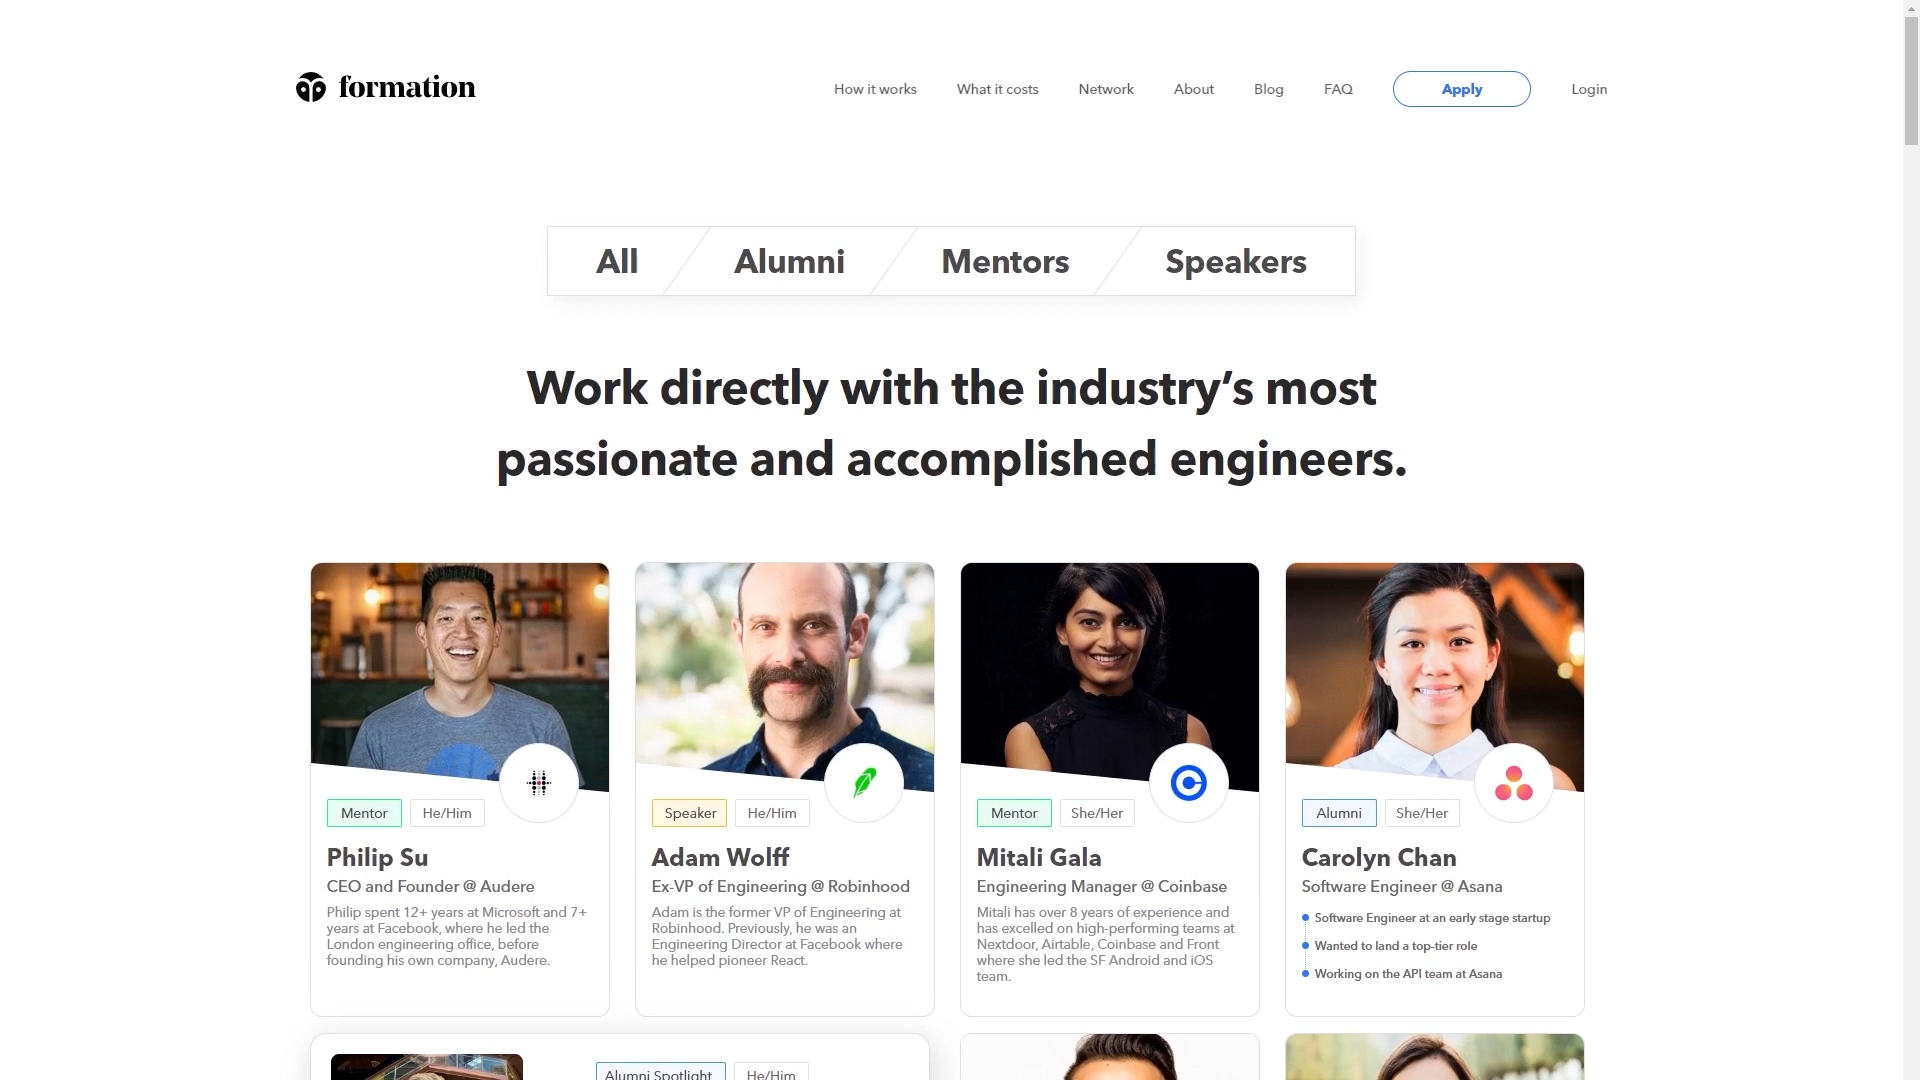 formation
How it works
What it costs
Network
About
Blog
FAQ
Apply
Login
All
Alumni
Mentors
Speakers
Work directly with the industry’s most
passionate and accomplished engineers.
Mentor
He/Him
Philip Su
CEO and Founder @ Audere
Philip spent 12+ years at Microsoft and 7+
years at Facebook, where he led the
London engineering office, before
founding his own company, Audere.
Speaker
He/Him
Adam Wolff
Ex-VP of Engineering @ Robinhood
Adam is the former VP of Engineering at
Robinhood. Previously, he was an
Engineering Director at Facebook where
he helped pioneer React.
Mentor
She/Her
Mitali Gala
Engineering Manager @ Coinbase
Mitali has over 8 years of experience and
has excelled on high-performing teams at
Nextdoor, Airtable, Coinbase and Front
where she led the SF Android and iOS
team.
Alumni
She/Her
Carolyn Chan
Software Engineer @ Asana
Software Engineer at an early stage startup
Wanted to land a top-tier role
Working on the API team at Asana
Alumni Spotlight
He/Him